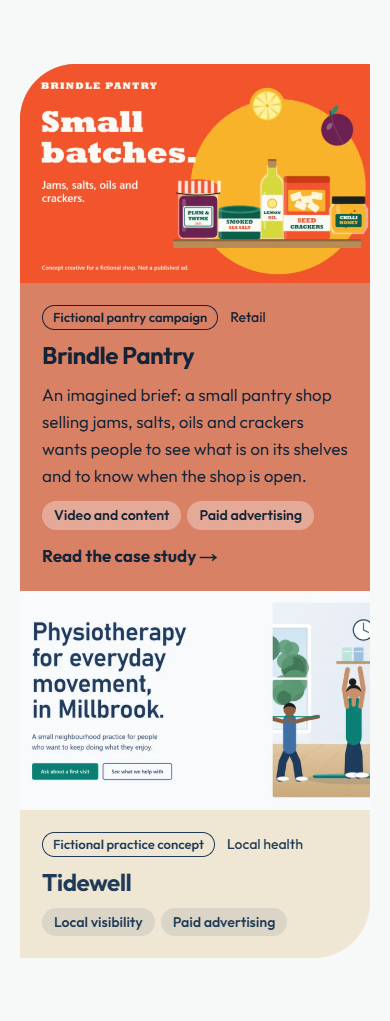 BRINDLE PANTRY
Small
batches.
Jams, salts, oils and
crackers.
PLUM &
THYME
SMOKED
SEA SALT
LEMON
OIL
SEED
CRACKERS
CHILLI
HONEY
Concept creative for a fictional shop. Not a published ad.
Fictional pantry campaign
Retail
Brindle Pantry
An imagined brief: a small pantry shop
selling jams, salts, oils and crackers
wants people to see what is on its shelves
and to know when the shop is open.
Video and content
Paid advertising
Read the case study →
Physiotherapy
for everyday
movement,
in Millbrook.
A small neighbourhood practice for people
who want to keep doing what they enjoy.
Ask about a first visit
See what we help with
Fictional practice concept
Local health
Tidewell
Local visibility
Paid advertising